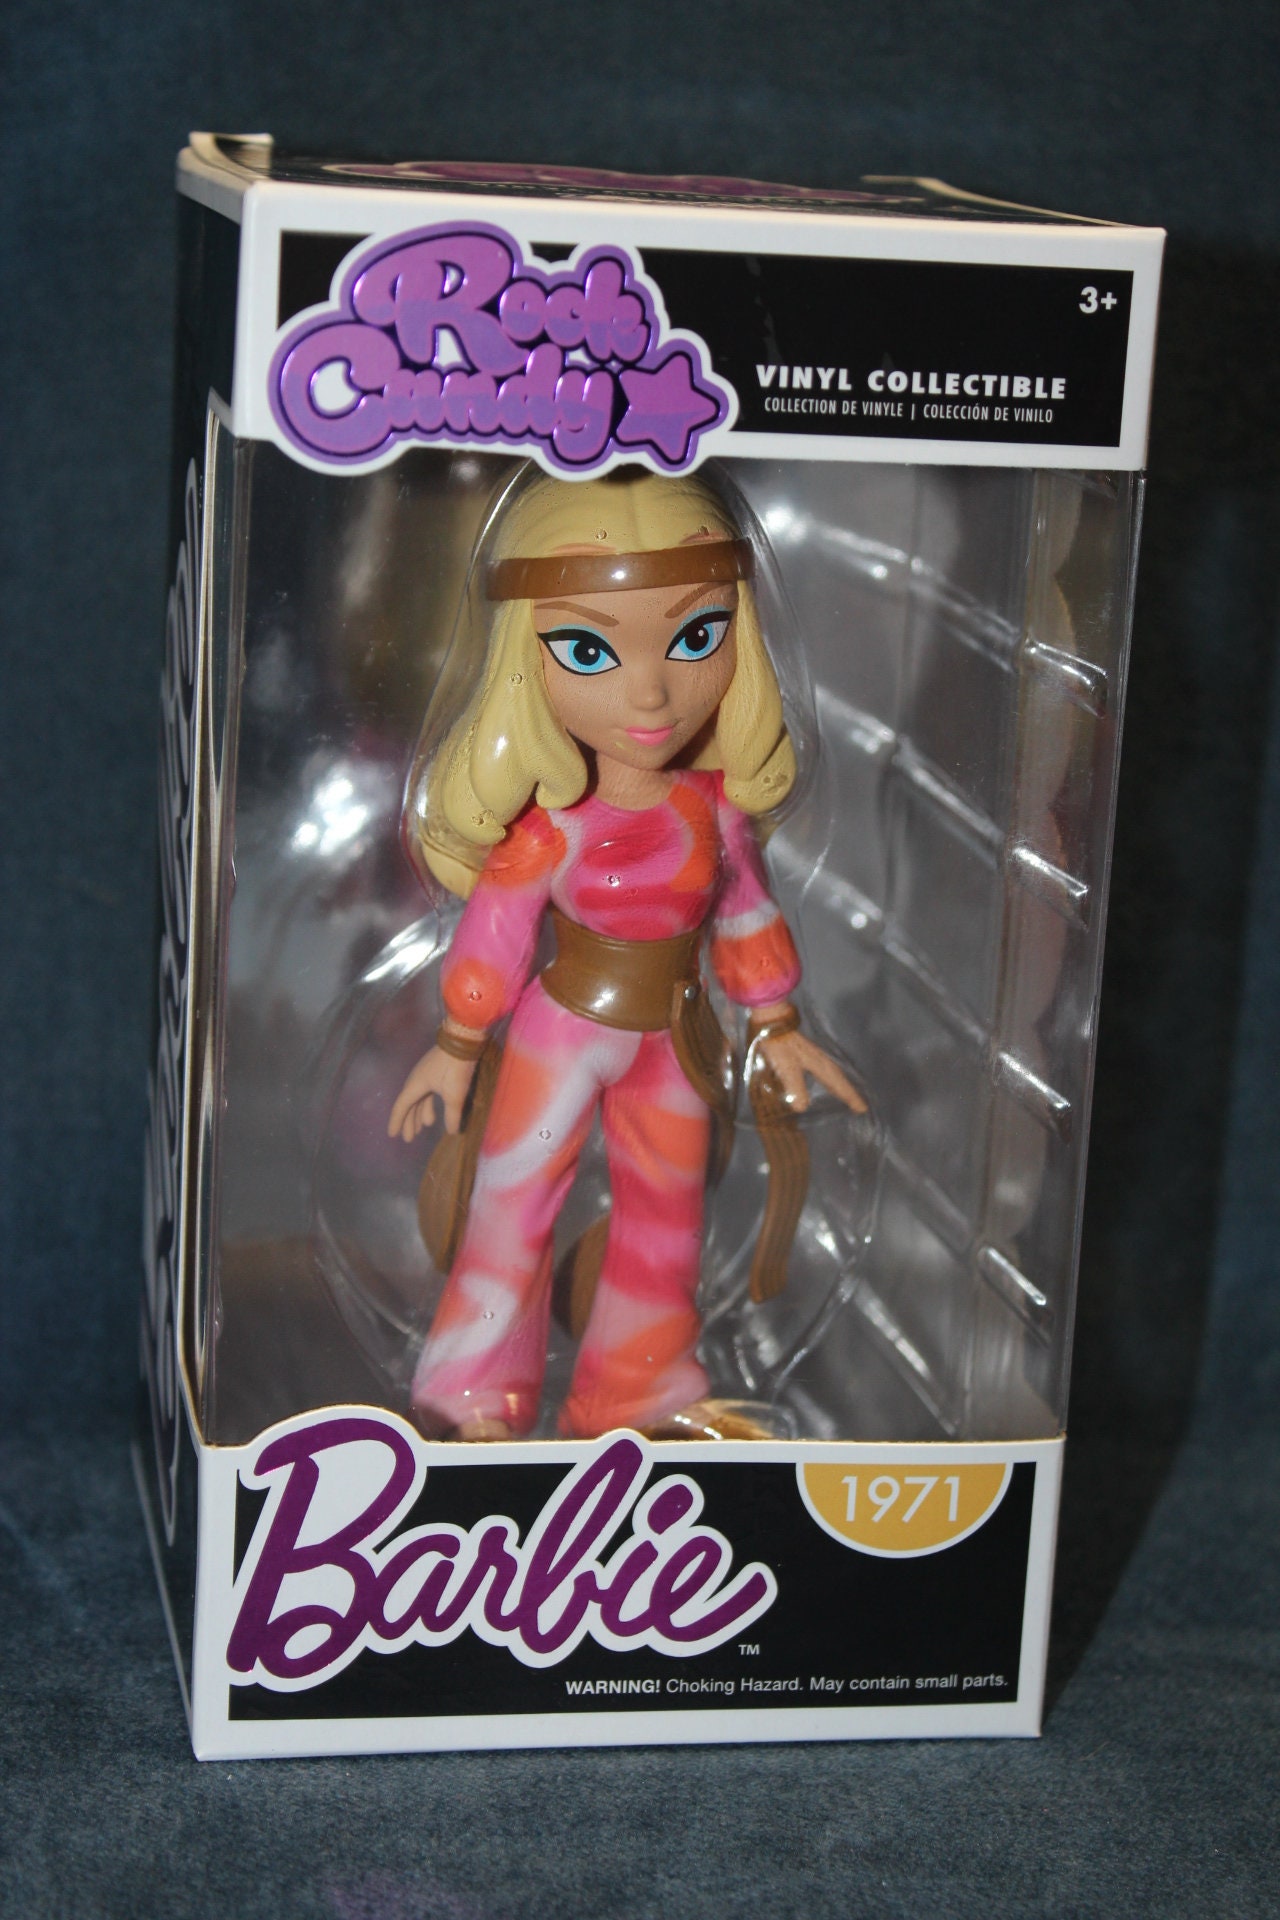 Rock
Candy
3+
VINYL COLLECTIBLE
COLLECTION DE VINYLE | COLECCIÓN DE VINILO
Barbie
TM
1971
WARNING! Choking Hazard. May contain small parts.